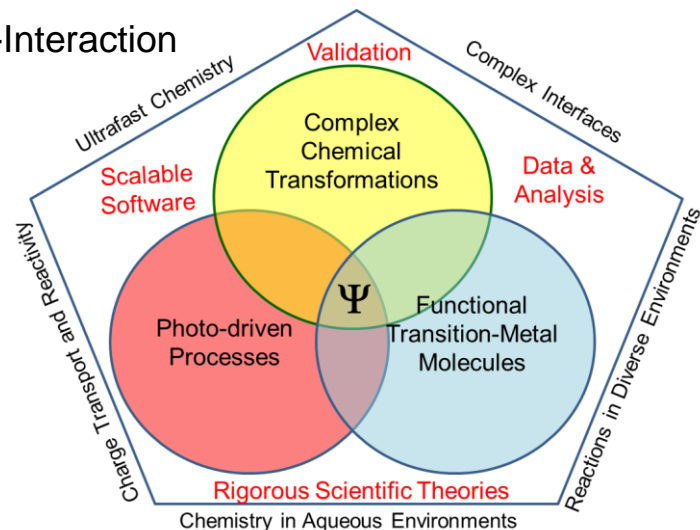 -Interaction
Validation
Ultrafast Chemistry
Complex Interfaces
Complex
Chemical
Transformations
Scalable
Software
Data &
Analysis
Charge Transport and Reactivity
Reactions in Diverse Environments
Ψ
Photo-driven
Processes
Functional
Transition-Metal
Molecules
Rigorous Scientific Theories
Chemistry in Aqueous Environments